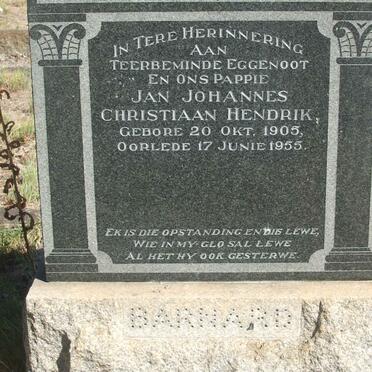 IN TERE HERINNERING
AAN
TEERBEMINDE EGGENOOT
EN ONS PAPPIE
JAN JOHANNES
CHRISTIAAN HENDRIK,
GEBORE 20 OKT. 1905,
OORLEDE 17 JUNIE 1955.
EK IS DIE OPSTANDING EN DIE LEWE,
WIE IN MY GLO SAL LEWE
AL HET HY OOK GESTERWE.
BARNARD